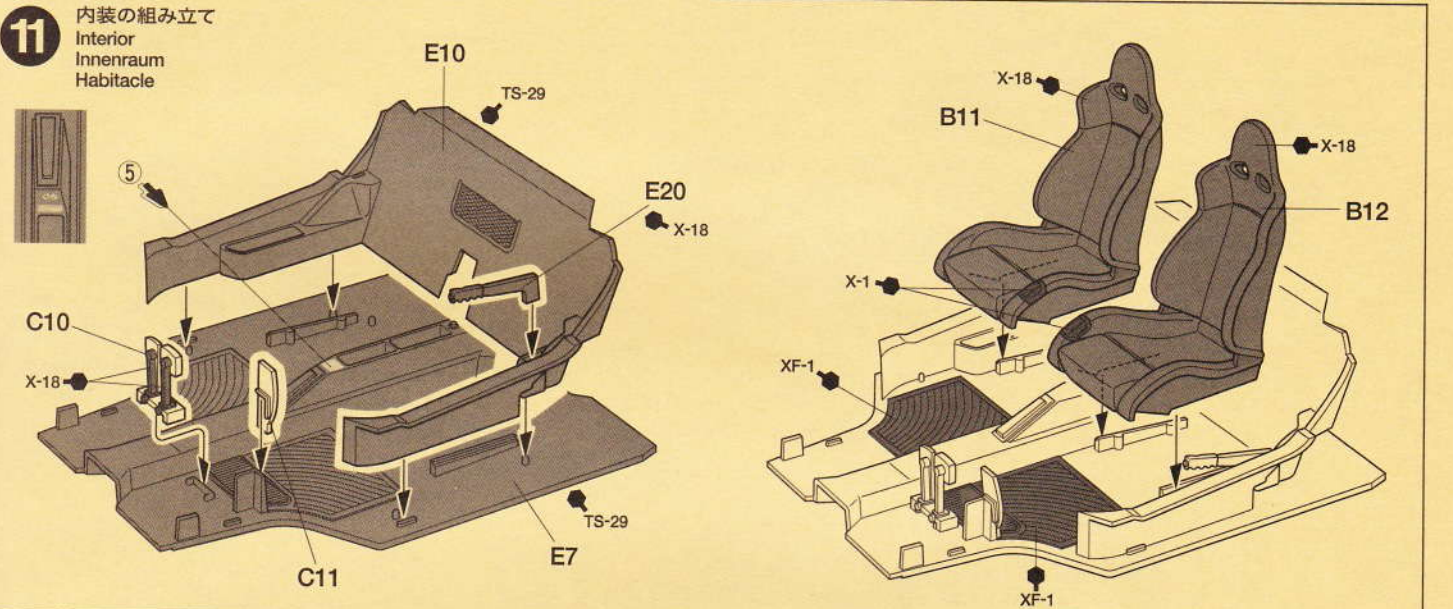 11
内装の組み立て
Interior
Innenraum
Habitacle
E10
TS-29
⑤
E20
X-18
C10
X-18
C11
E7
TS-29
X-18
B11
X-18
B12
X-1
XF-1
XF-1